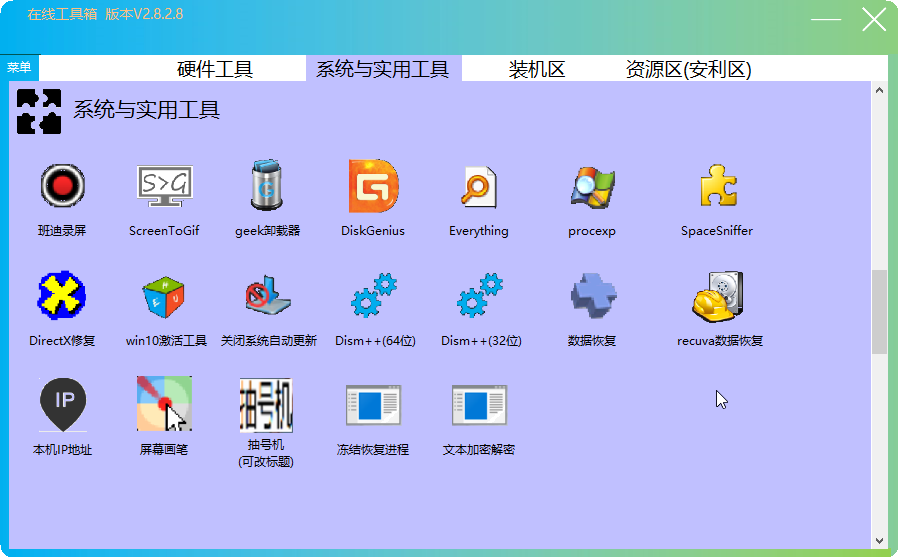 在线工具箱 版本V2.8.2.8
菜单
硬件工具
系统与实用工具
装机区
资源区(安利区)
系统与实用工具
S>G
班迪录屏
ScreenToGif
geek卸载器
DiskGenius
Everything
procexp
SpaceSniffer
DirectX修复
win10激活工具
关闭系统自动更新
Dism++(64位)
Dism++(32位)
数据恢复
recuva数据恢复
IP
抽号机
本机IP地址
屏幕画笔
抽号机
(可改标题)
冻结恢复进程
文本加密解密